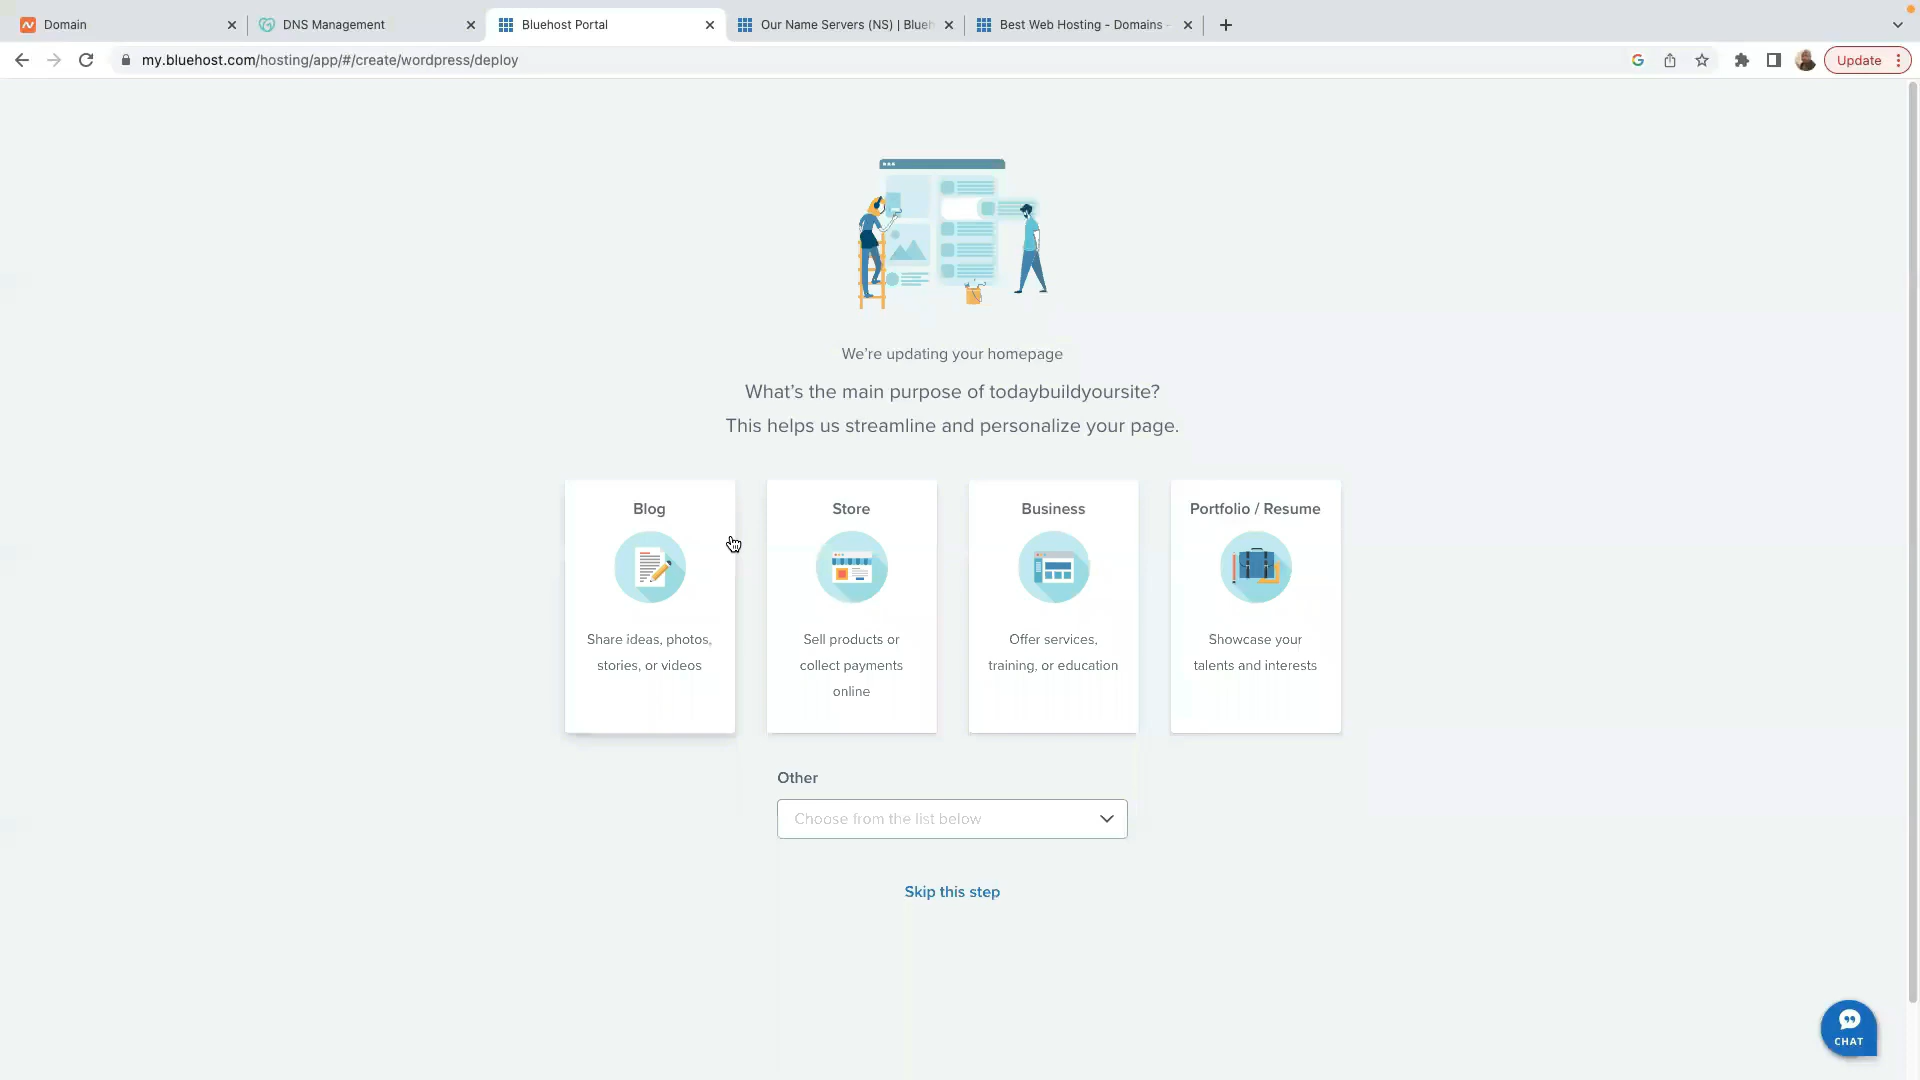 Domain
DNS Management
Bluehost Portal
Our Name Servers (NS) | Blueh
Best Web Hosting - Domains -
my.bluehost.com/hosting/app/#/create/wordpress/deploy
Update
We're updating your homepage
What's the main purpose of todaybuildyoursite?
This helps us streamline and personalize your page.
Blog
Share ideas, photos,
stories, or videos
Store
Sell products or
collect payments
online
Business
Offer services,
training, or education
Portfolio / Resume
Showcase your
talents and interests
Other
Choose from the list below
Skip this step
CHAT